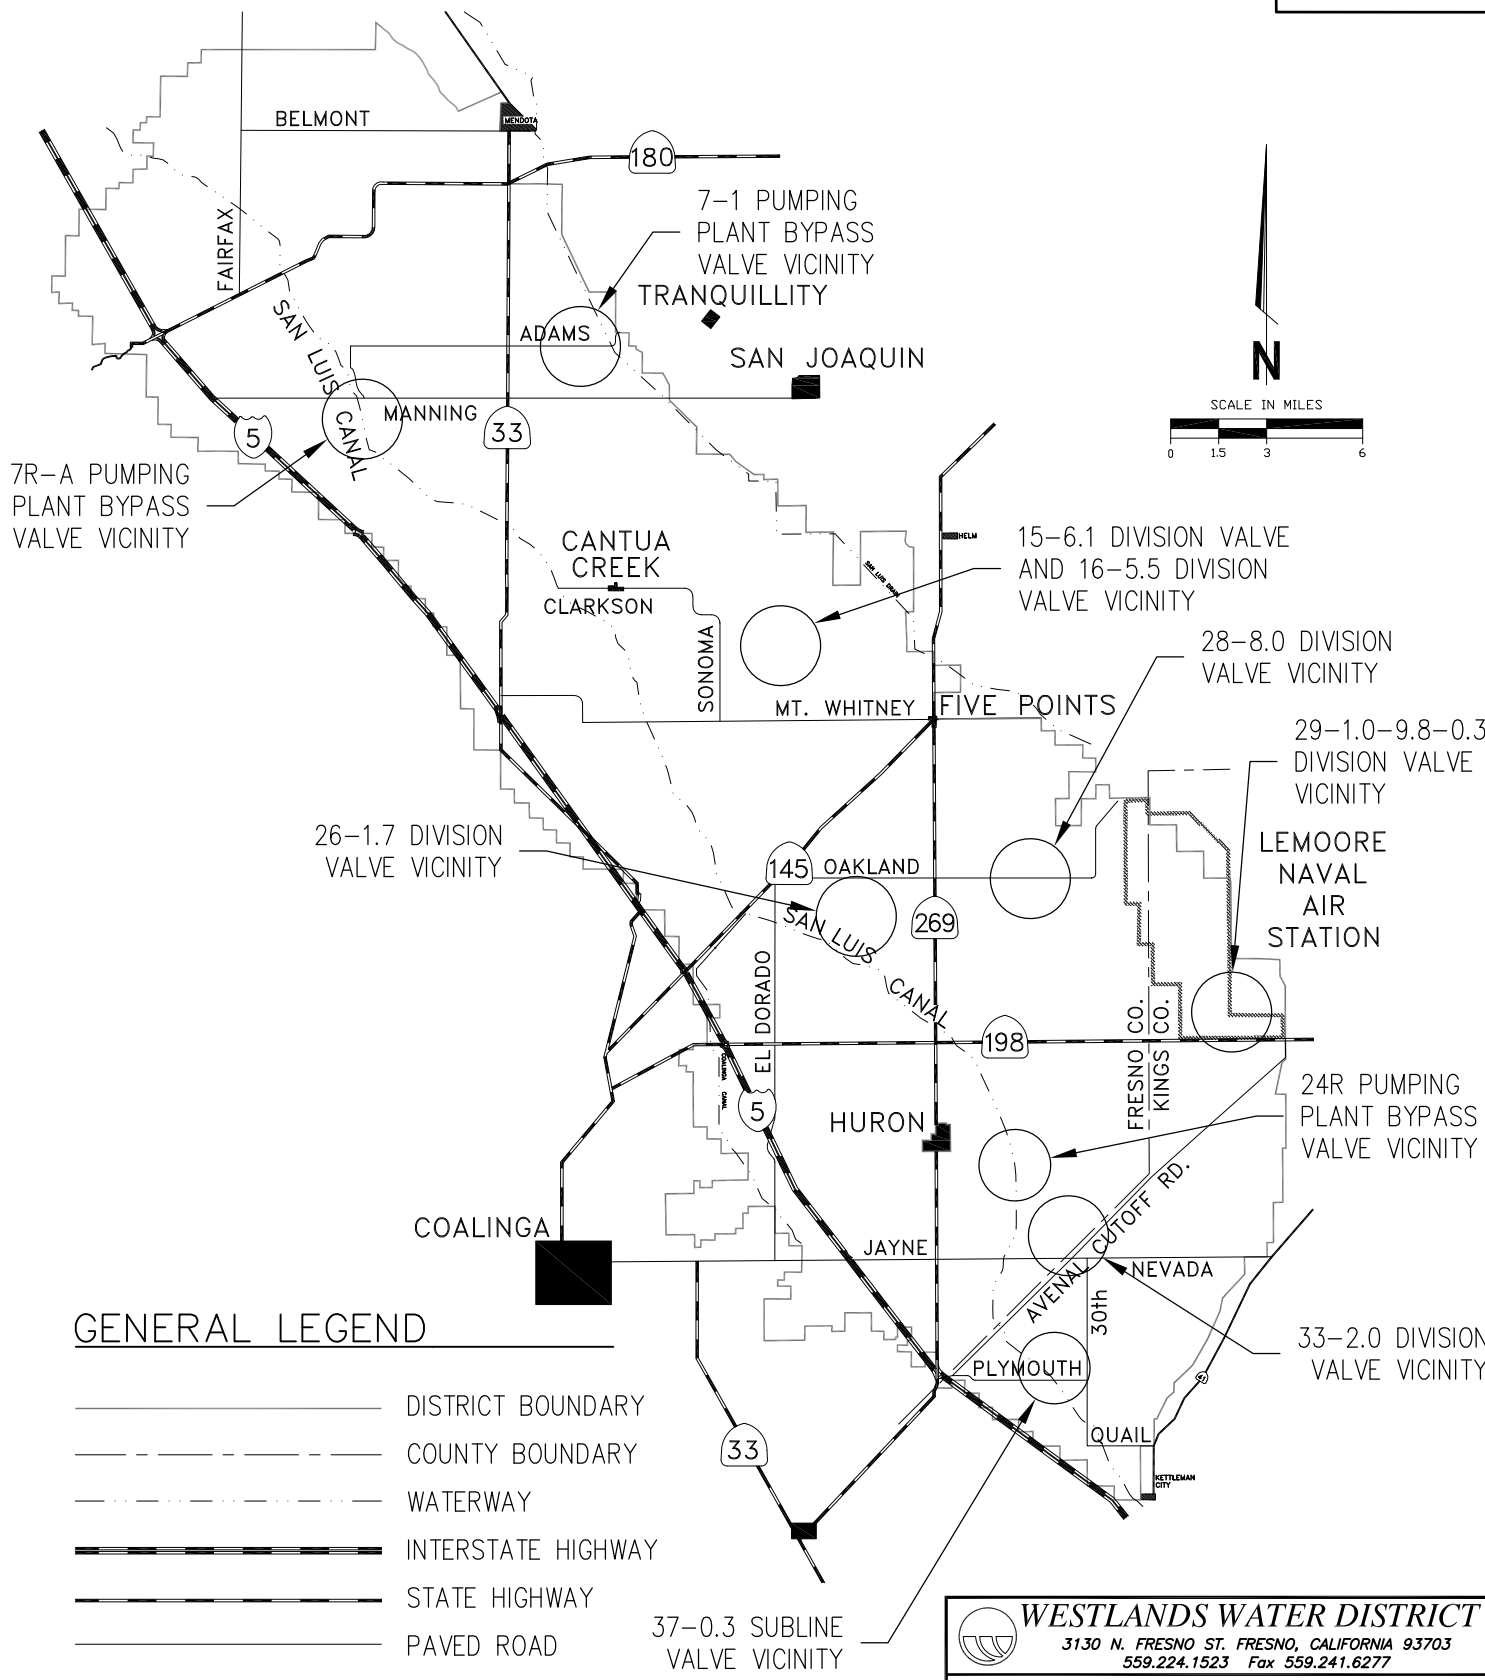 BELMONT
MENDOTA
180
7-1 PUMPING
PLANT BYPASS
VALVE VICINITY
FAIRFAX
TRANQUILLITY
SAN LUIS CANAL
ADAMS
SAN JOAQUIN
N
SCALE IN MILES
0 1.5 3 6
MANNING
5
33
7R-A PUMPING
PLANT BYPASS
VALVE VICINITY
CANTUA
CREEK
CLARKSON
HELM
SAN LUIS DRAIN
15-6.1 DIVISION VALVE
AND 16-5.5 DIVISION
VALVE VICINITY
SONOMA
28-8.0 DIVISION
VALVE VICINITY
MT. WHITNEY
FIVE POINTS
29-1.0-9.8-0.3
DIVISION VALVE
VICINITY
26-1.7 DIVISION
VALVE VICINITY
145
OAKLAND
LEMOORE
NAVAL
AIR
STATION
269
SAN LUIS CANAL
EL DORADO
FRESNO CO.
KINGS CO.
198
COALINGA CANAL
5
HURON
24R PUMPING
PLANT BYPASS
VALVE VICINITY
COALINGA
JAYNE
AVENAL CUTOFF RD.
NEVADA
30th
33-2.0 DIVISION
VALVE VICINITY
PLYMOUTH
41
QUAIL
33
KETTLEMAN
CITY
37-0.3 SUBLINE
VALVE VICINITY
GENERAL LEGEND
DISTRICT BOUNDARY
COUNTY BOUNDARY
WATERWAY
INTERSTATE HIGHWAY
STATE HIGHWAY
PAVED ROAD
WESTLANDS WATER DISTRICT
3130 N. FRESNO ST. FRESNO, CALIFORNIA 93703
559.224.1523 Fax 559.241.6277